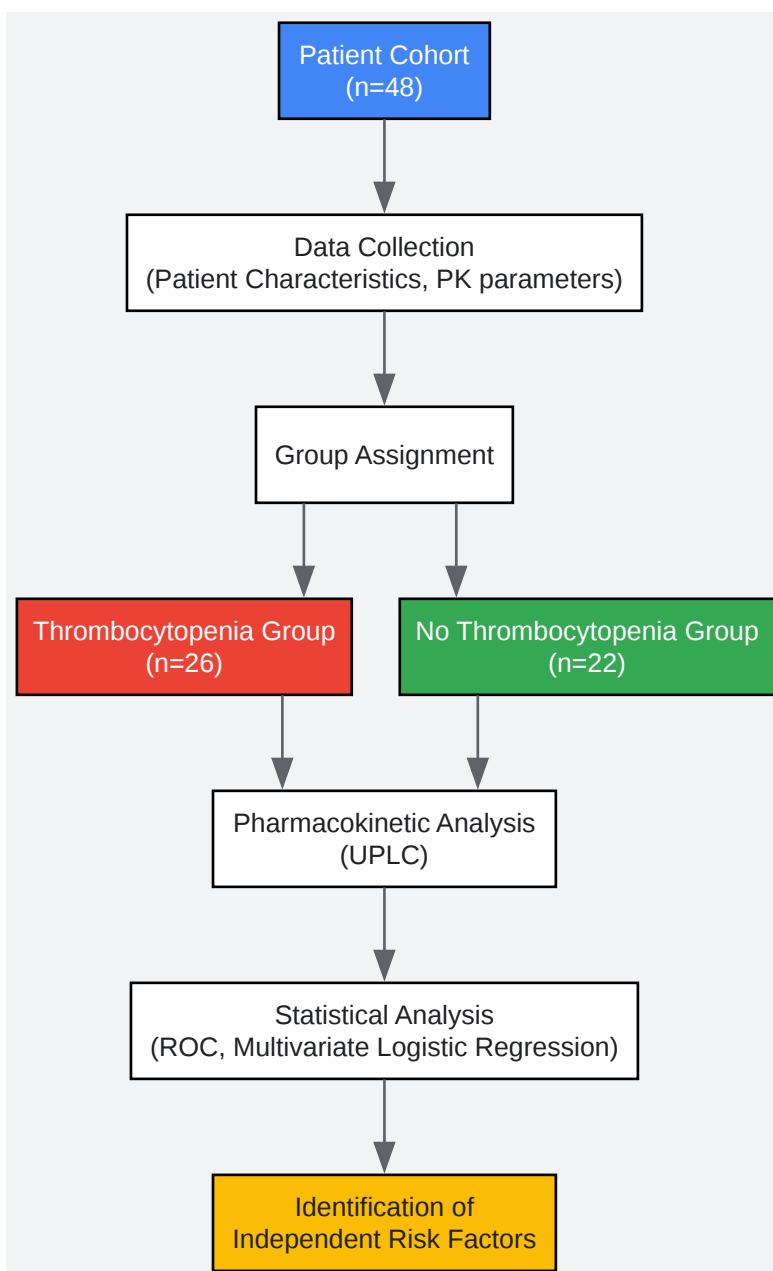 Patient Cohort
(n=48)
Data Collection
(Patient Characteristics, PK parameters)
Group Assignment
Thrombocytopenia Group
(n=26)
No Thrombocytopenia Group
(n=22)
Pharmacokinetic Analysis
(UPLC)
Statistical Analysis
(ROC, Multivariate Logistic Regression)
Identification of
Independent Risk Factors